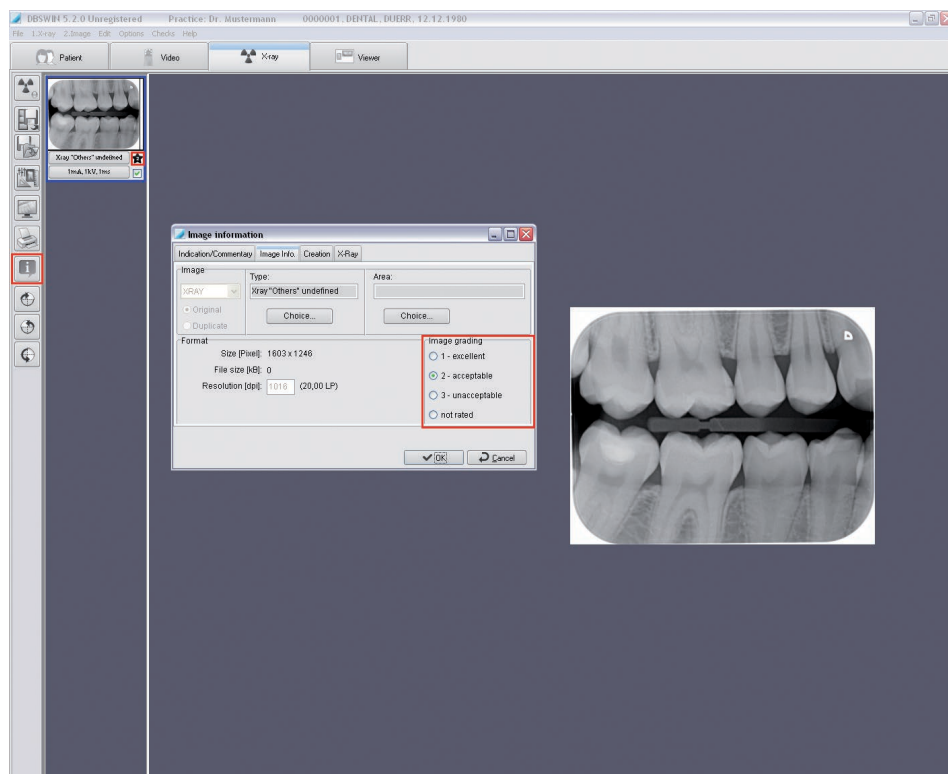 DBSWIN 5.2.0 Unregistered Practice: Dr. Mustermann 0000001, DENTAL, DUERR, 12.12.1980
File 1.X-ray 2.Image Edit Options Checks Help
Patient Video X-ray Viewer
Xray "Others" undefined
1mA, 1kV, 1ms
Image information
Indication/Commentary Image Info. Creation X-Ray
Image
XRAY
Original
Duplicate
Type:
Xray "Others" undefined
Choice...
Area:
Choice...
Format
Size [Pixel]: 1603 x 1246
File size [kB]: 0
Resolution [dpi]: 1016 (20,00 LP)
Image grading
1 - excellent
2 - acceptable
3 - unacceptable
not rated
OK Cancel